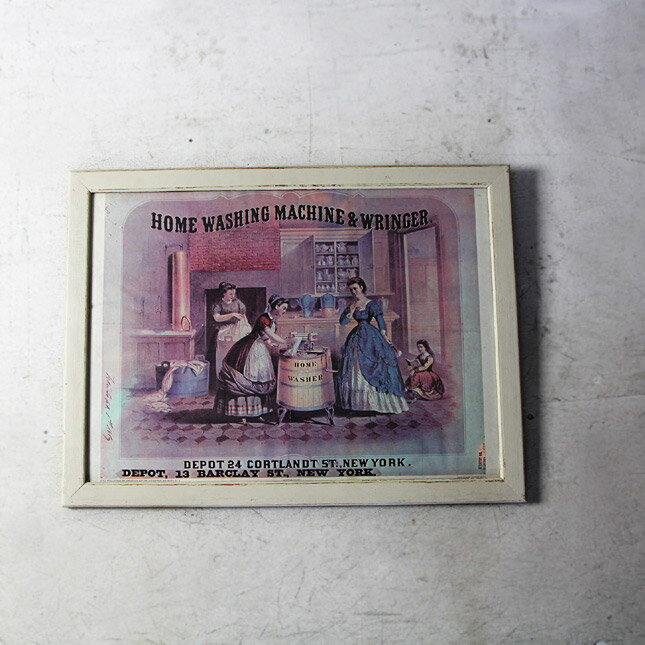 HOME WASHING MACHINE & WRINGER.
HOME
WASHER
DEPOT 24 CORTLANDT ST., NEW YORK.
DEPOT, 13 BARCLAY ST., NEW YORK.